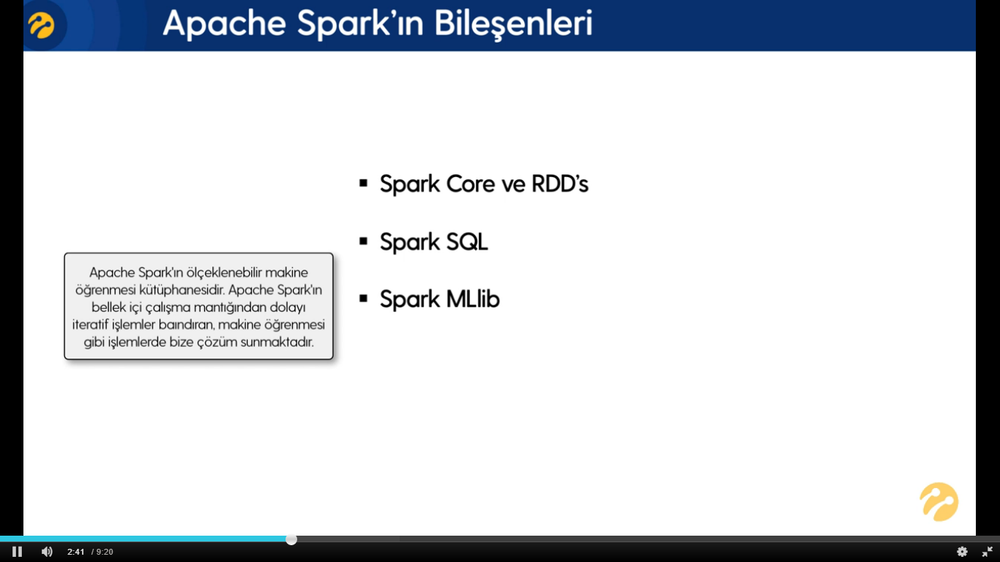 Apache Spark’ın Bileşenleri
▪ Spark Core ve RDD’s
▪ Spark SQL
▪ Spark MLlib
Apache Spark'ın ölçeklenebilir makine
öğrenmesi kütüphanesidir. Apache Spark'ın
bellek içi çalışma mantığından dolayı
iteratif işlemler baındıran, makine öğrenmesi
gibi işlemlerde bize çözüm sunmaktadır.
2:41 / 9:20